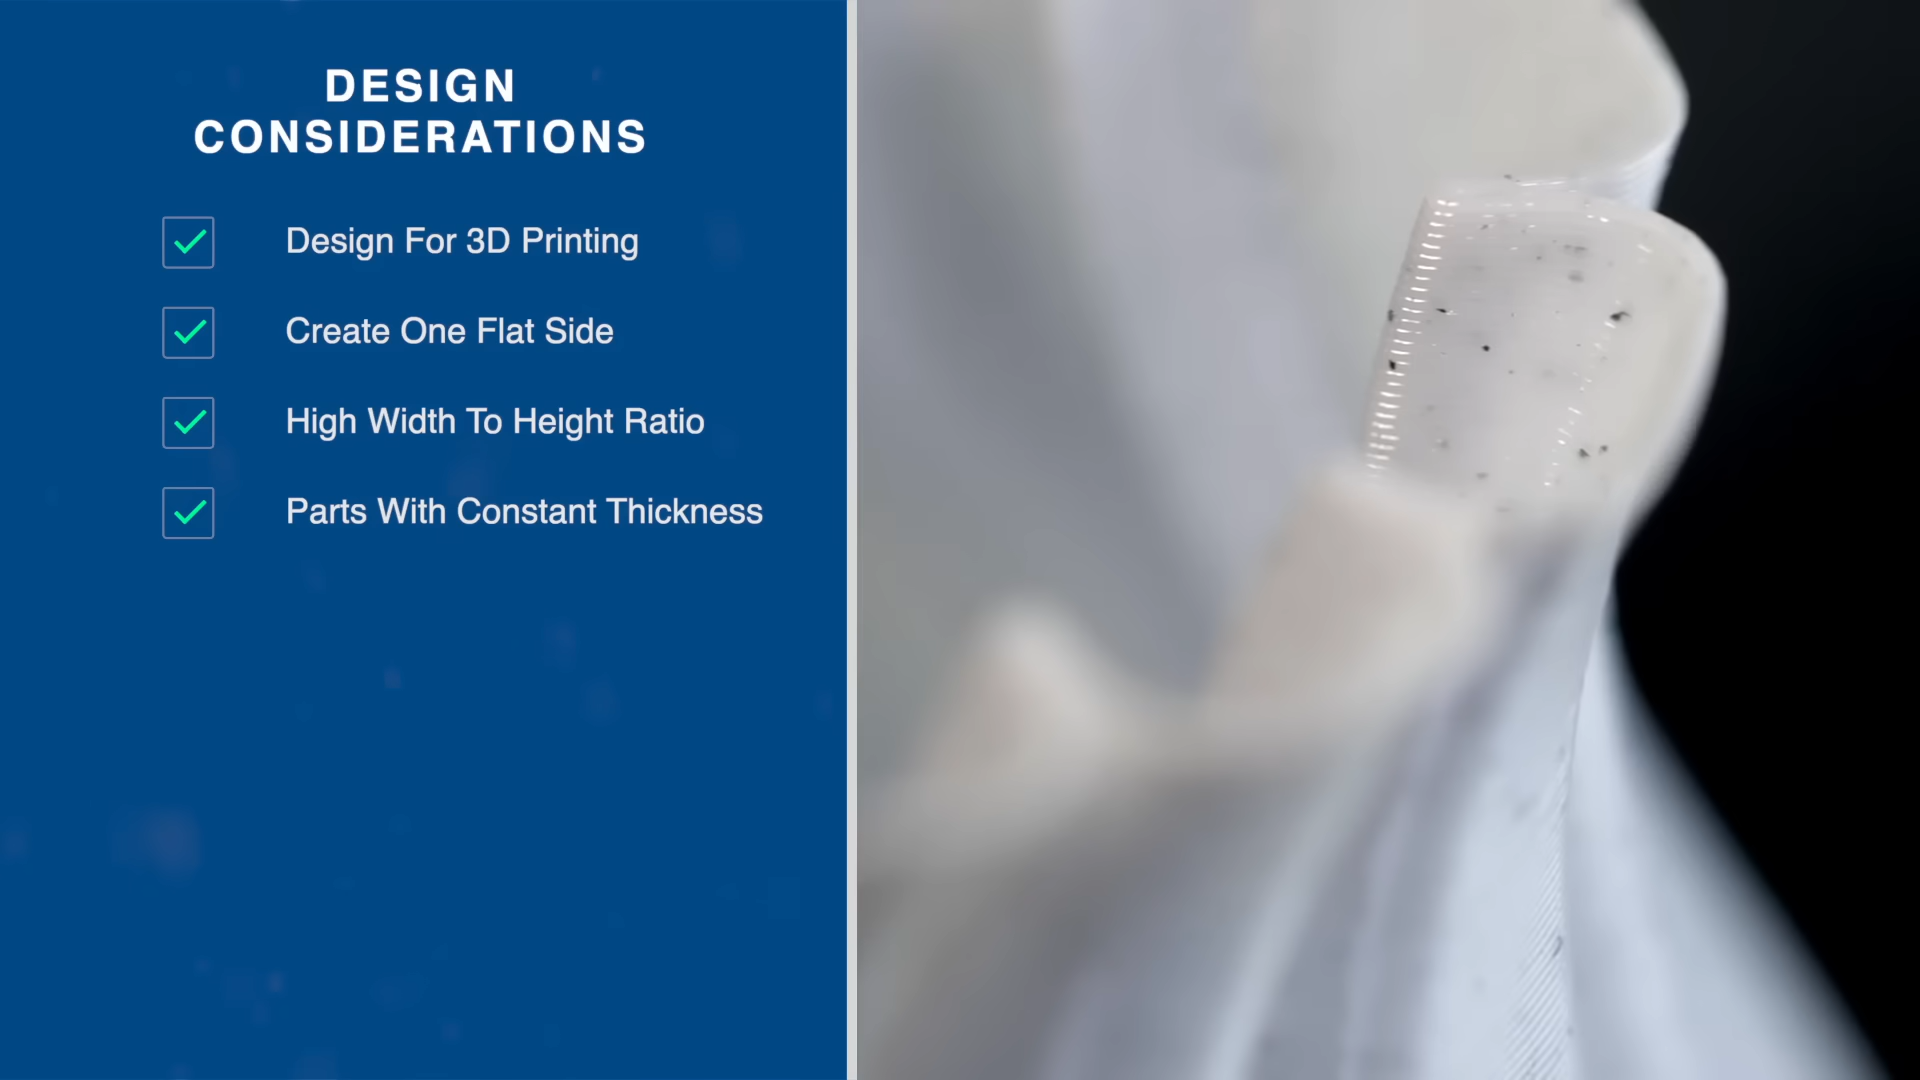 DESIGN
CONSIDERATIONS
Design For 3D Printing
Create One Flat Side
High Width To Height Ratio
Parts With Constant Thickness